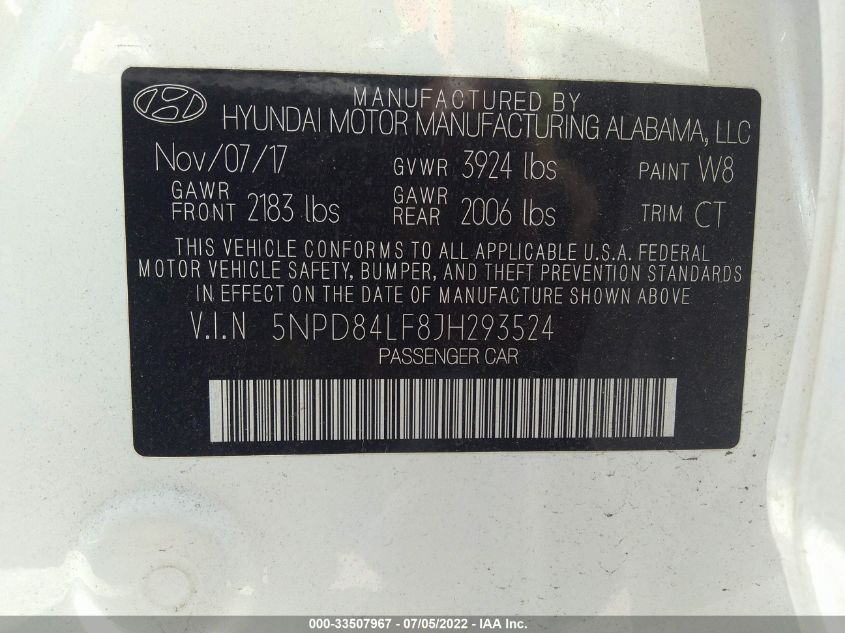 MANUFACTURED BY
HYUNDAI MOTOR MANUFACTURING ALABAMA, LLC
Nov/07/17 GVWR 3924 lbs PAINT W8
GAWR FRONT 2183 lbs GAWR REAR 2006 lbs TRIM CT
THIS VEHICLE CONFORMS TO ALL APPLICABLE U.S.A. FEDERAL
MOTOR VEHICLE SAFETY, BUMPER, AND THEFT PREVENTION STANDARDS
IN EFFECT ON THE DATE OF MANUFACTURE SHOWN ABOVE
V.I.N 5NPD84LF8JH293524
PASSENGER CAR
000-33507967 - 07/05/2022 - IAA Inc.